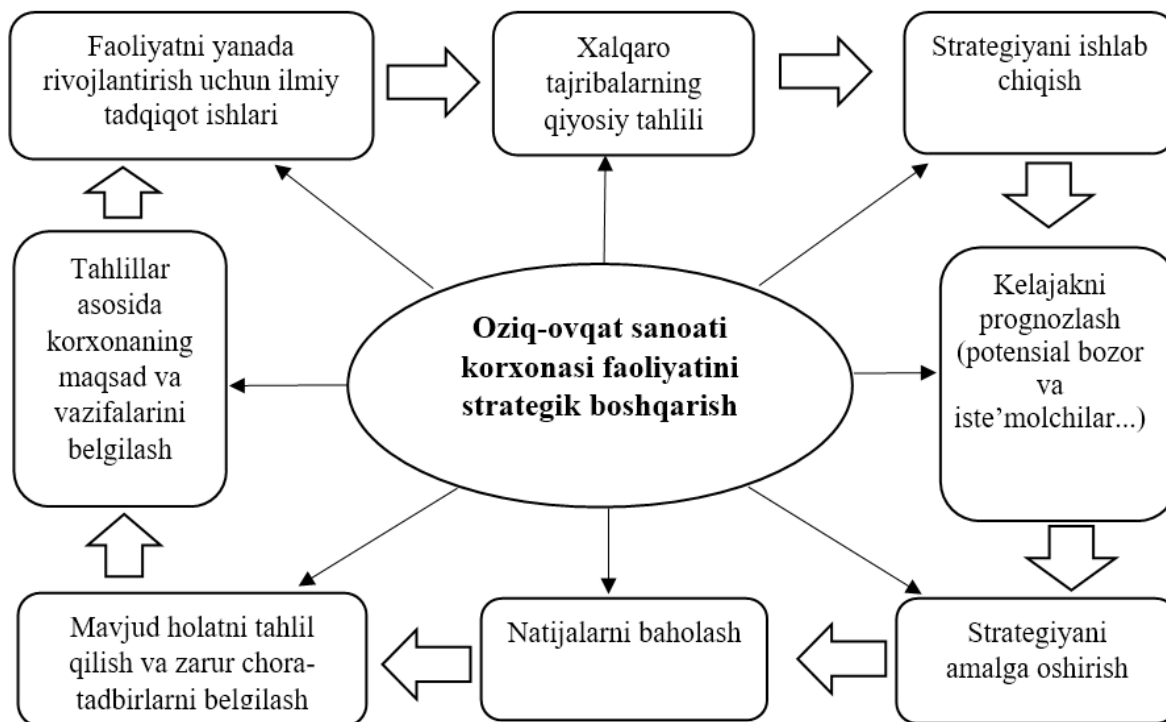 Faoliyatni yanada
rivojlantirish uchun ilmiy
tadqiqot ishlari
Xalqaro
tajribalarning
qiyosiy tahlili
Strategiyani ishlab
chiqish
Tahlillar
asosida
korxonaning
maqsad va
vazifalarini
belgilash
Oziq-ovqat sanoati
korxonasi faoliyatini
strategik boshqarish
Kelajakni
prognozlash
(potensial bozor
va
iste’molchilar...)
Mavjud holatni tahlil
qilish va zarur chora-
tadbirlarni belgilash
Natijalarni baholash
Strategiyani
amalga oshirish